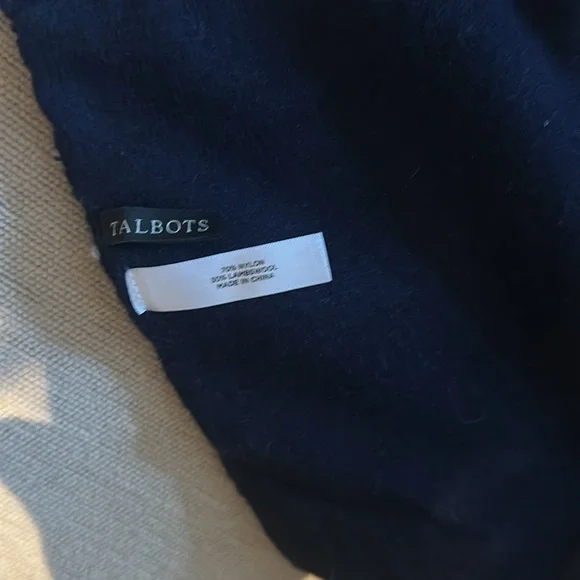 TALBOTS
70% NYLON
30% LAMBSWOOL
MADE IN CHINA